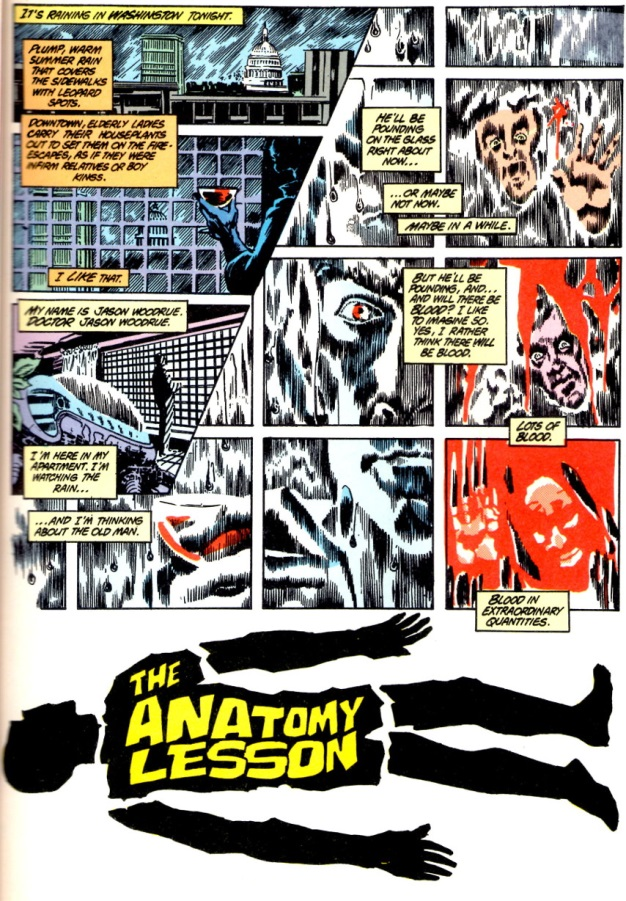 IT'S RAINING IN WASHINGTON TONIGHT.
PLUMP, WARM
SUMMER RAIN
THAT COVERS
THE SIDEWALKS
WITH LEOPARD
SPOTS.
DOWNTOWN, ELDERLY LADIES
CARRY THEIR HOUSEPLANTS
OUT TO SET THEM ON THE FIRE-
ESCAPES, AS IF THEY WERE
INFIRM RELATIVES OR BOY
KINGS.
I LIKE THAT.
MY NAME IS JASON WOODRUE.
DOCTOR JASON WOODRUE.
I'M HERE IN MY
APARTMENT. I'M
WATCHING THE
RAIN...
...AND I'M THINKING
ABOUT THE OLD MAN.
HE'LL BE
POUNDING
ON THE GLASS
RIGHT ABOUT
NOW...
...OR MAYBE
NOT NOW.
MAYBE IN A WHILE.
BUT HE'LL BE
POUNDING, AND...
AND WILL THERE BE
BLOOD? I LIKE
TO IMAGINE SO.
YES, I RATHER
THINK THERE WILL
BE BLOOD.
LOTS OF
BLOOD.
BLOOD IN
EXTRAORDINARY
QUANTITIES.
THE
ANATOMY
LESSON